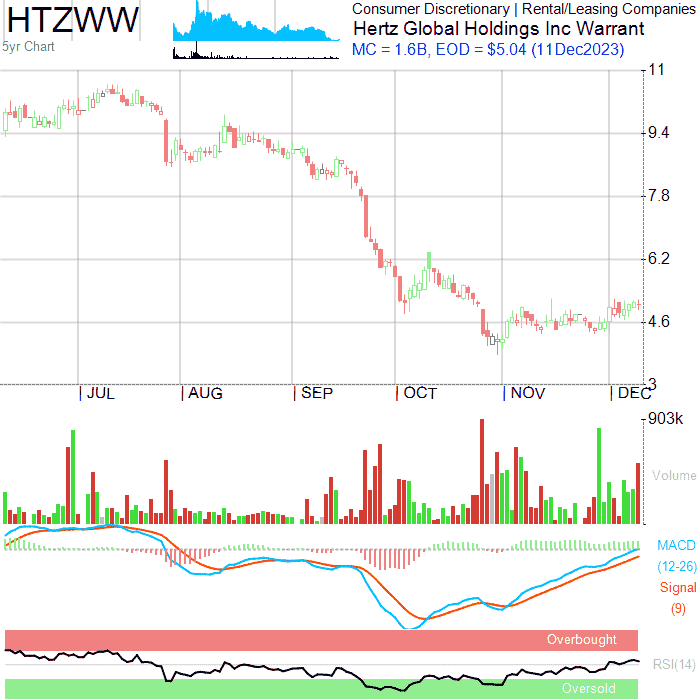 HTZWW
5yr Chart
Consumer Discretionary | Rental/Leasing Companies
Hertz Global Holdings Inc Warrant
MC = 1.6B, EOD = $5.04 (11Dec2023)
11
9.4
7.8
6.2
4.6
3
JUL AUG SEP OCT NOV DEC
903k
Volume
MACD
(12-26)
Signal
(9)
Overbought
RSI(14)
Oversold